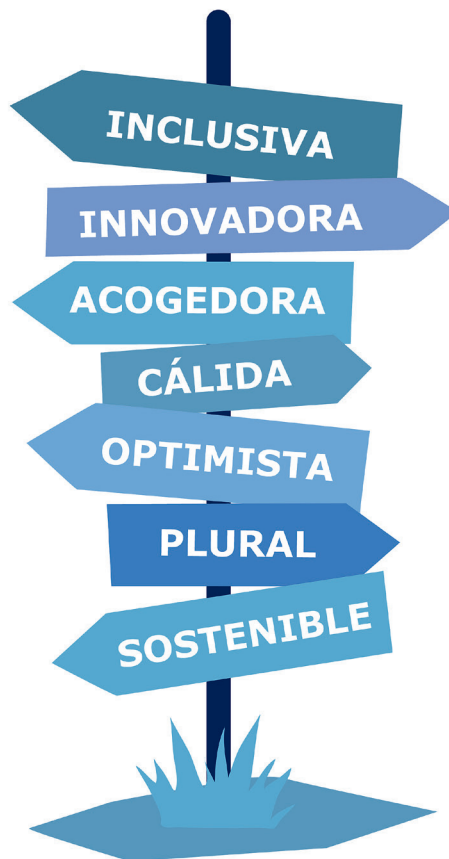 INCLUSIVA
INNOVADORA
ACOGEDORA
CÁLIDA
OPTIMISTA
PLURAL
SOSTENIBLE